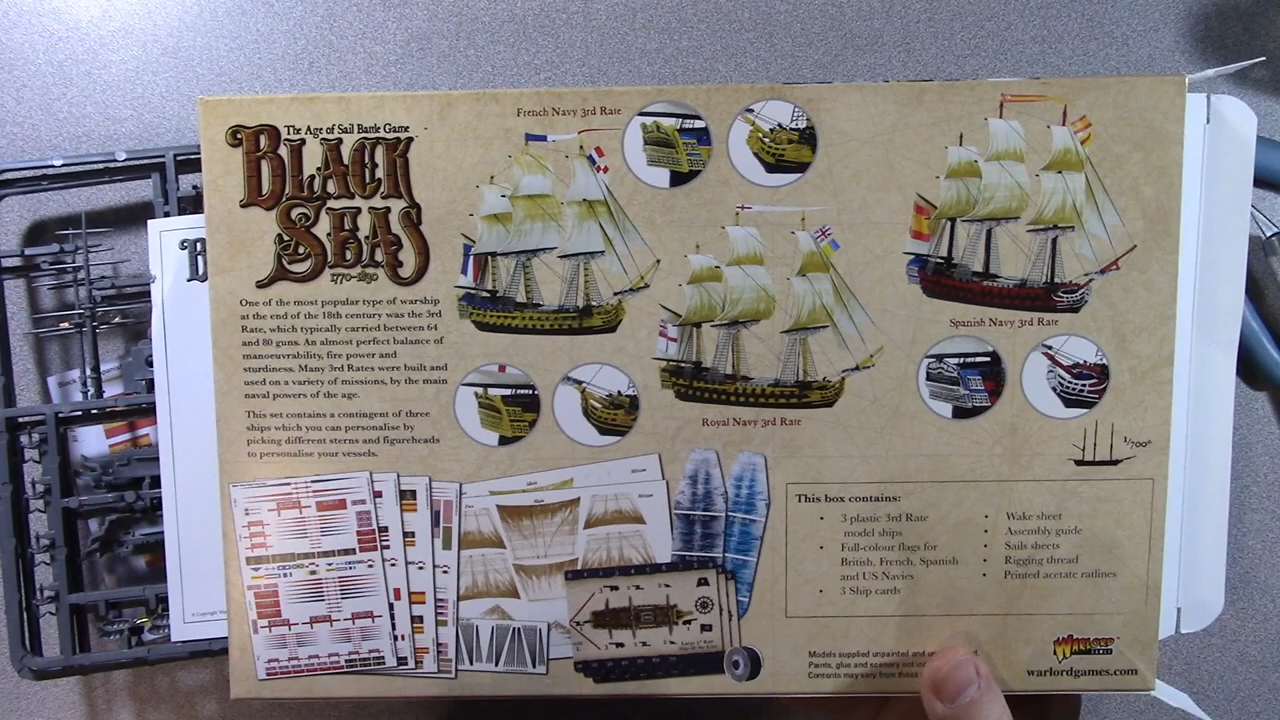 The Age of Sail Battle Game
BLACK
SEAS
1770-1830
One of the most popular type of warship
at the end of the 18th century was the 3rd
Rate, which typically carried between 64
and 80 guns. An almost perfect balance of
manoeuvrability, fire power and
sturdiness. Many 3rd Rates were built and
used on a variety of missions, by the main
naval powers of the age.
This set contains a contingent of three
ships which you can personalise by
picking different sterns and figureheads
to personalise your vessels.
French Navy 3rd Rate
Royal Navy 3rd Rate
Spanish Navy 3rd Rate
1/700
This box contains:
• 3 plastic 3rd Rate
model ships
• Full-colour flags for
British, French, Spanish
and US Navies
• 3 Ship cards
• Wake sheet
• Assembly guide
• Sails sheets
• Rigging thread
• Printed acetate ratlines
Models supplied unpainted and
Paints, glue and scenery not
Contents may vary from those
WARLORD
GAMES
warlordgames.com
Main
Mizzen
© Copyright